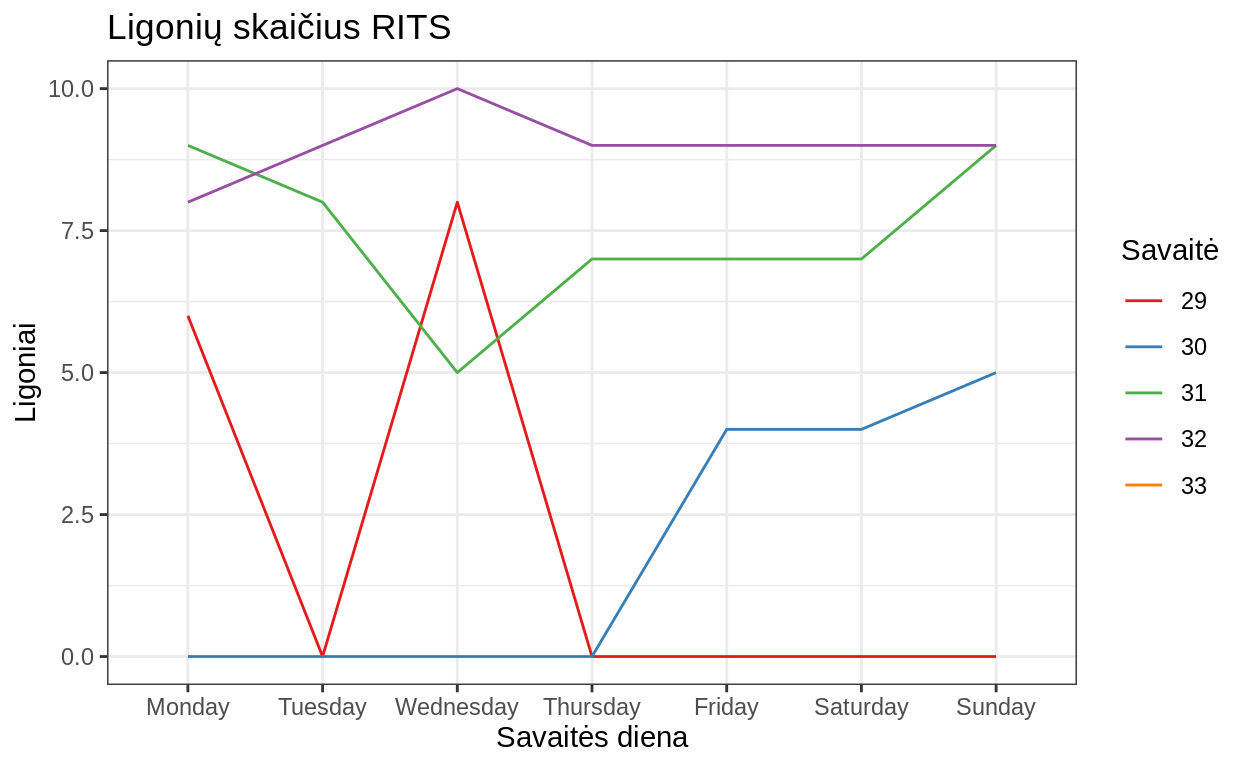 Ligonių skaičius RITS
Ligoniai
10.0
7.5
5.0
2.5
0.0
Monday Tuesday Wednesday Thursday Friday Saturday Sunday
Savaitės diena
Savaitė
29
30
31
32
33